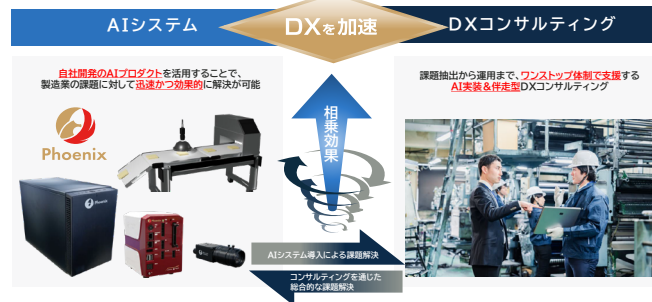 AIシステム
DXを加速
DXコンサルティング
自社開発のAIプロダクトを活用することで、
製造業の課題に対して迅速かつ効果的に解決が可能
Phoenix
Phoenix
Phoenix
相乗効果
課題抽出から運用まで、ワンストップ体制で支援する
AI実装＆伴走型DXコンサルティング
AIシステム導入による課題解決
コンサルティングを通じた
総合的な課題解決